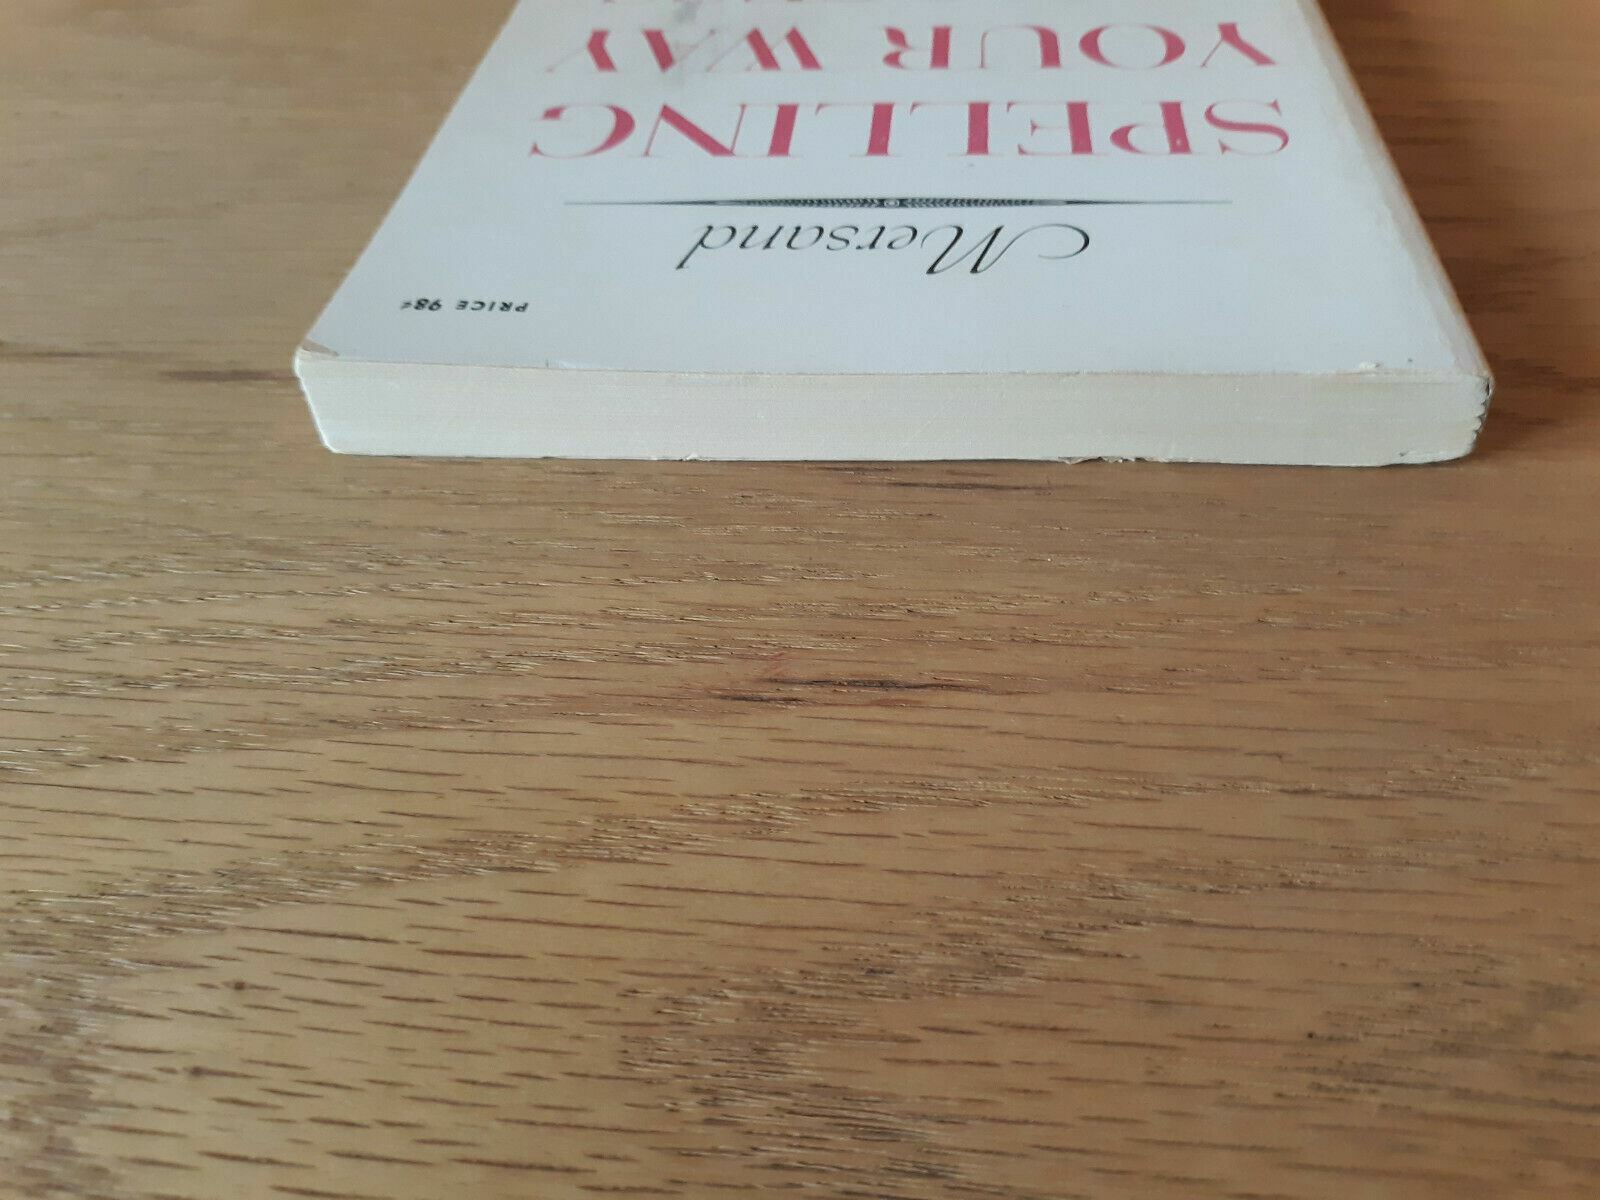 PRICE 98¢
Mersand
SPELLING
YOUR WAY